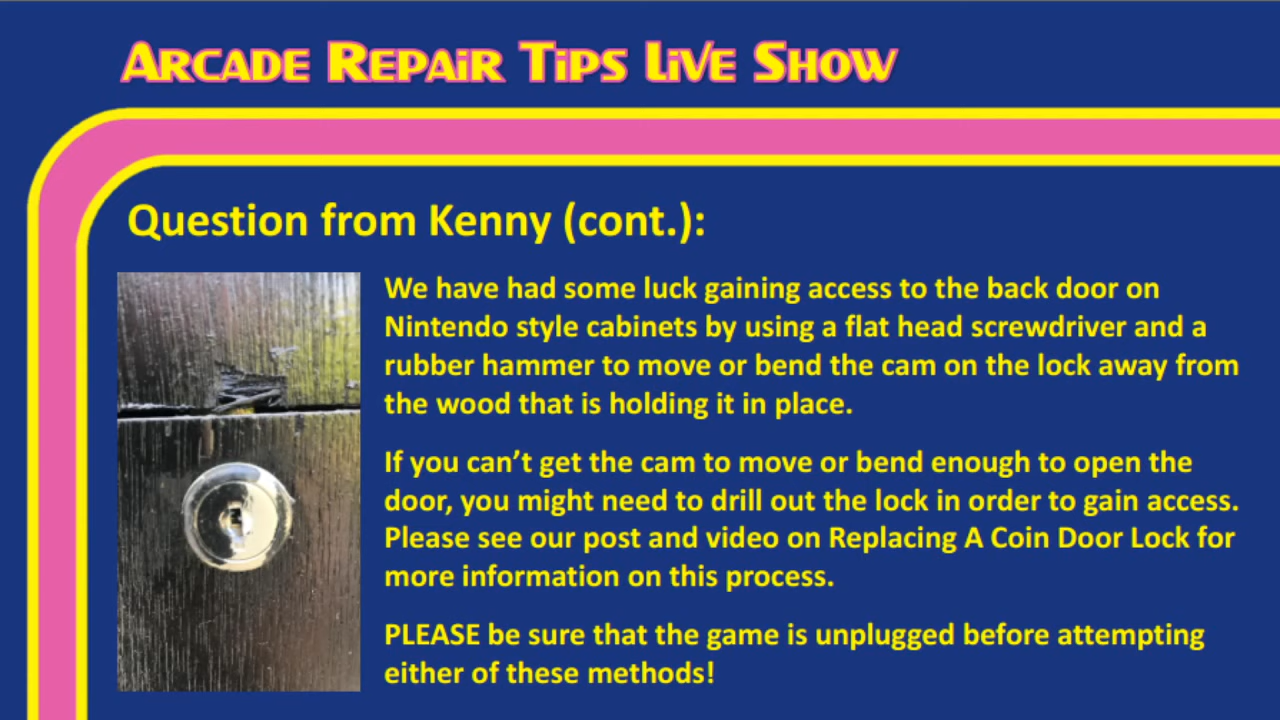 ARCADE REPAIR TIPS LIVE SHOW
Question from Kenny (cont.):
We have had some luck gaining access to the back door on
Nintendo style cabinets by using a flat head screwdriver and a
rubber hammer to move or bend the cam on the lock away from
the wood that is holding it in place.
If you can’t get the cam to move or bend enough to open the
door, you might need to drill out the lock in order to gain access.
Please see our post and video on Replacing A Coin Door Lock for
more information on this process.
PLEASE be sure that the game is unplugged before attempting
either of these methods!